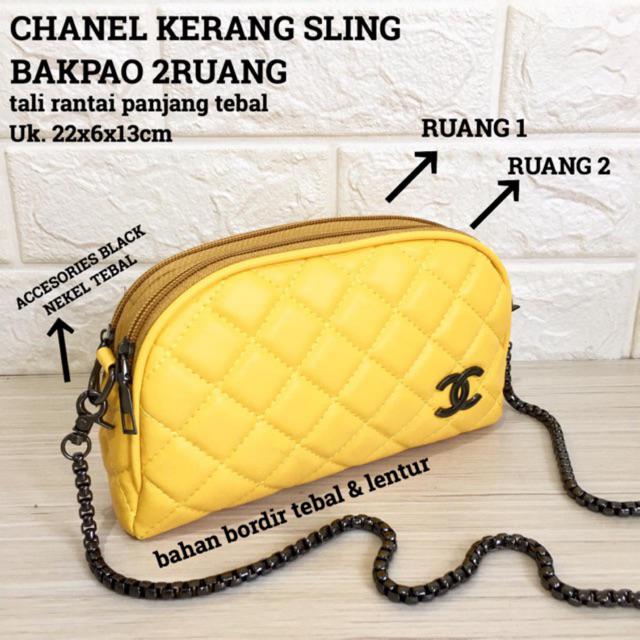 CHANEL KERANG SLING
BAKPAO 2RUANG
tali rantai panjang tebal
Uk. 22x6x13cm
RUANG 1
RUANG 2
ACCESORIES BLACK
NEKEL TEBAL
bahan bordir tebal & lentur